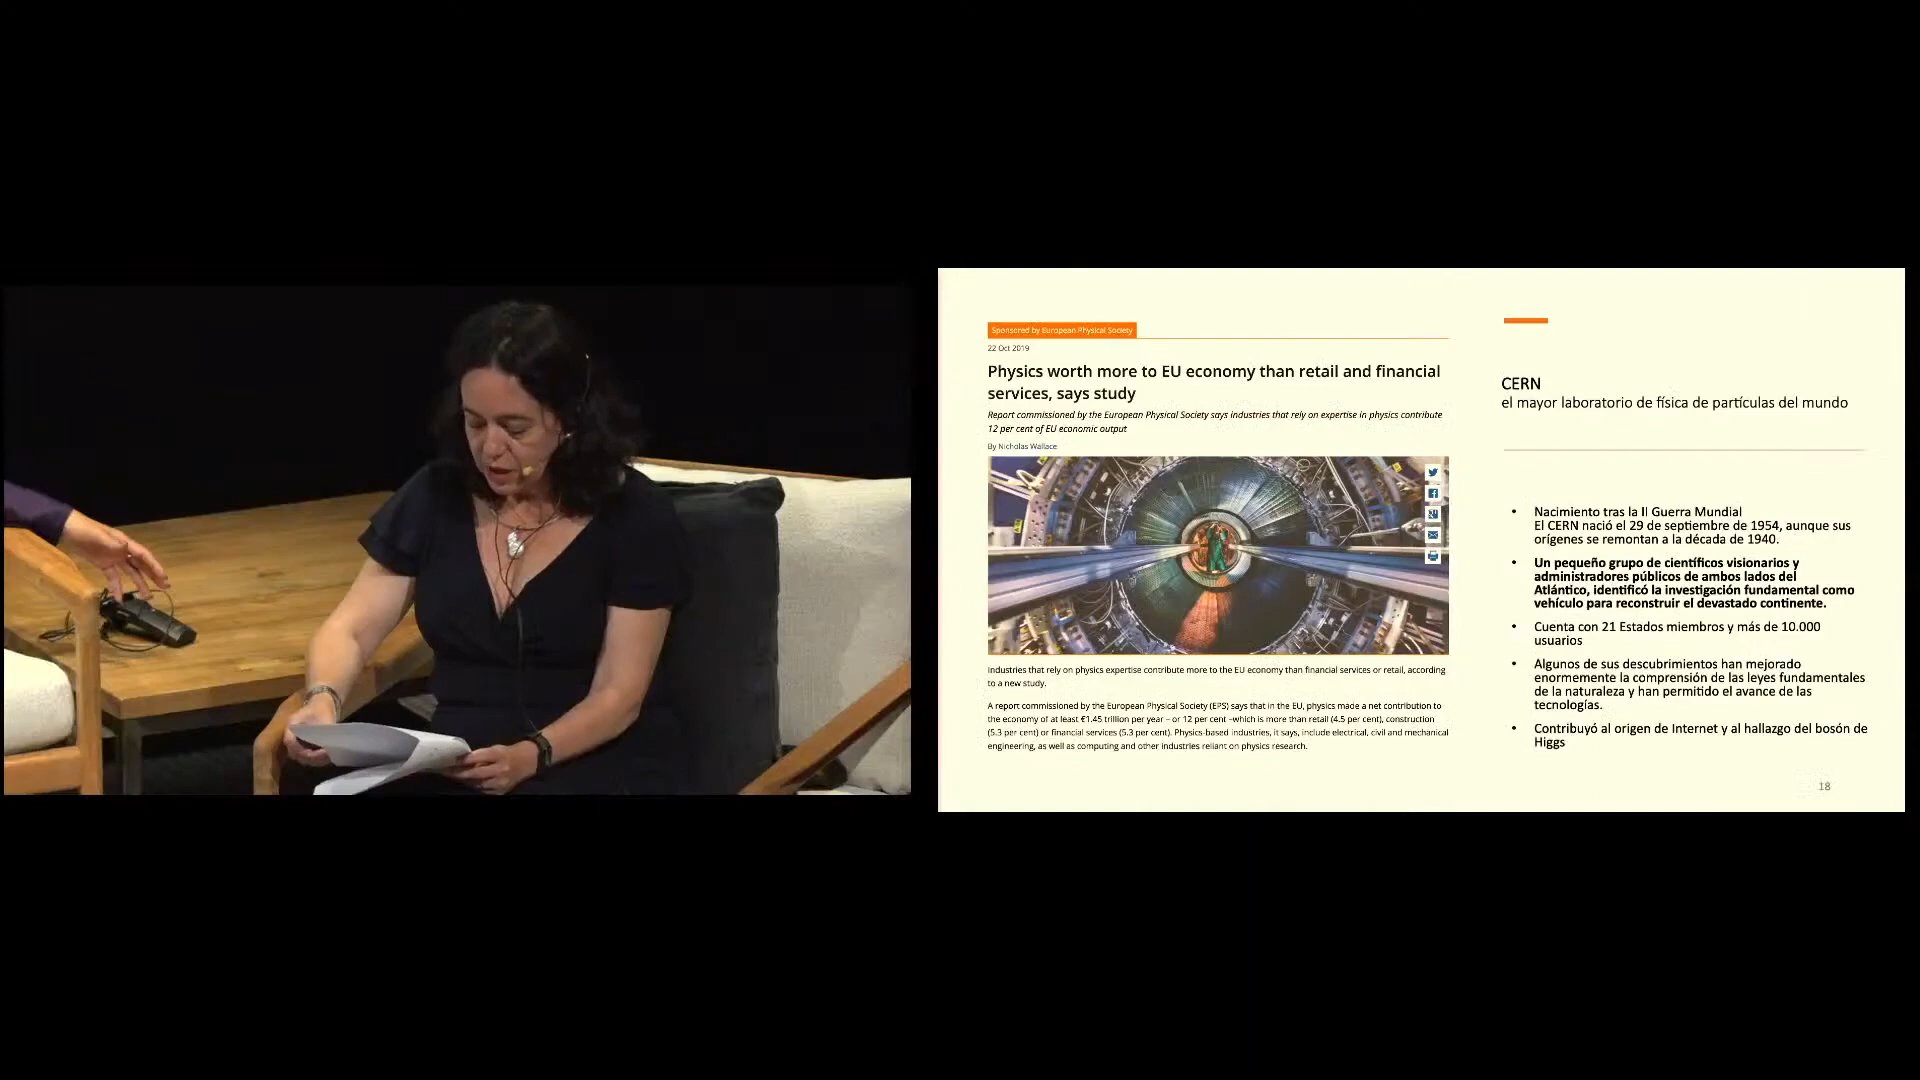 Sponsored by European Physical Society
22 Oct 2019
Physics worth more to EU economy than retail and financial
services, says study
Report commissioned by the European Physical Society says industries that rely on expertise in physics contribute
12 per cent of EU economic output
By Nicholas Wallace
Industries that rely on physics expertise contribute more to the EU economy than financial services or retail, according
to a new study.
A report commissioned by the European Physical Society (EPS) says that in the EU, physics made a net contribution to
the economy of at least €1.45 trillion per year – or 12 per cent –which is more than retail (4.5 per cent), construction
(5.3 per cent) or financial services (5.3 per cent). Physics-based industries, it says, include electrical, civil and mechanical
engineering, as well as computing and other industries reliant on physics research.
CERN
el mayor laboratorio de física de partículas del mundo
• Nacimiento tras la II Guerra Mundial
El CERN nació el 29 de septiembre de 1954, aunque sus
orígenes se remontan a la década de 1940.
• Un pequeño grupo de científicos visionarios y
administradores públicos de ambos lados del
Atlántico, identificó la investigación fundamental como
vehículo para reconstruir el devastado continente.
• Cuenta con 21 Estados miembros y más de 10.000
usuarios
• Algunos de sus descubrimientos han mejorado
enormemente la comprensión de las leyes fundamentales
de la naturaleza y han permitido el avance de las
tecnologías.
• Contribuyó al origen de Internet y al hallazgo del bosón de
Higgs
18